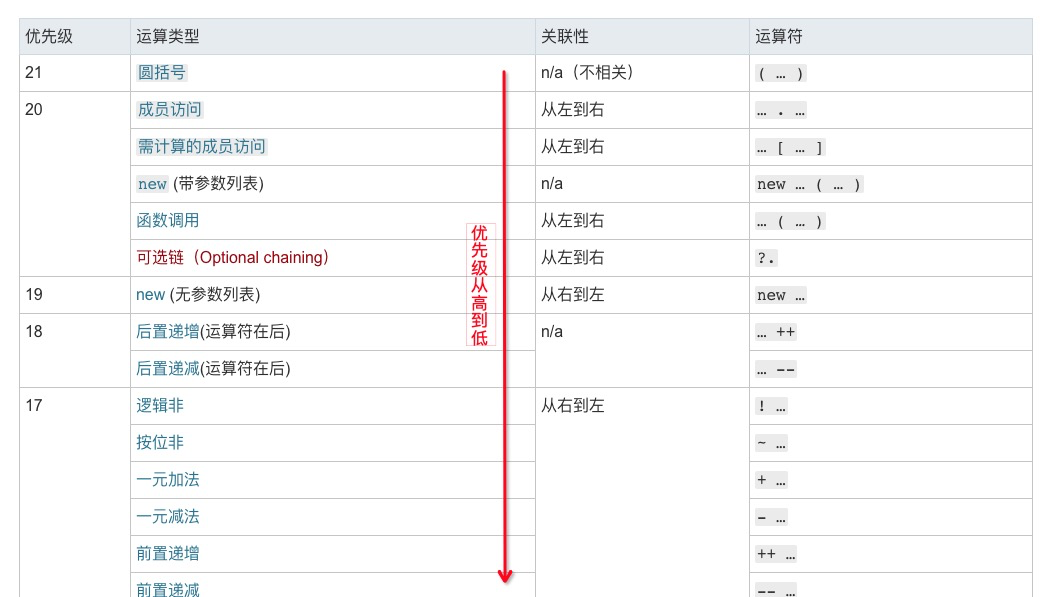 优先级 运算类型 关联性 运算符
21 圆括号 n/a（不相关） ( … )
20 成员访问 从左到右 … . …
需计算的成员访问 从左到右 … [ … ]
new (带参数列表) n/a new … ( … )
函数调用 从左到右 … ( … )
可选链（Optional chaining） 从左到右 ?.
19 new (无参数列表) 从右到左 new …
18 后置递增(运算符在后) n/a … ++
后置递减(运算符在后) … --
17 逻辑非 从右到左 ! …
按位非 ~ …
一元加法 + …
一元减法 - …
前置递增 ++ …
前置递减 -- …
优先级从高到低